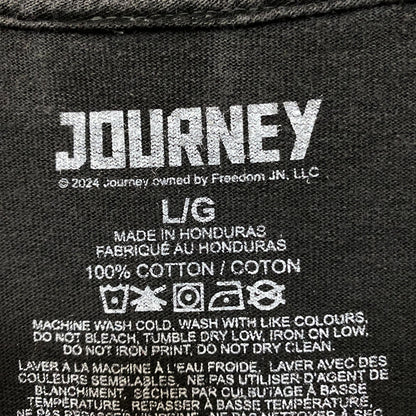 JOURNEY
© 2024 Journey owned by Freedom JN, LLC
L/G
MADE IN HONDURAS
FABRIQUÉ AU HONDURAS
100% COTTON / COTON
MACHINE WASH COLD, WASH WITH LIKE COLOURS,
DO NOT BLEACH, TUMBLE DRY LOW, IRON ON LOW,
DO NOT IRON PRINT, DO NOT DRY CLEAN.
LAVER A LA MACHINE À L'EAU FROIDE, LAVER AVEC DES
COULEURS SEMBLABLES, NE PAS UTILISER D'AGENT DE
BLANCHIMENT, SÉCHER PAR CULBUTAGE À BASSE
TEMPÉRATURE, REPASSER À BASSE TEMPÉRATURE,
NE PAS